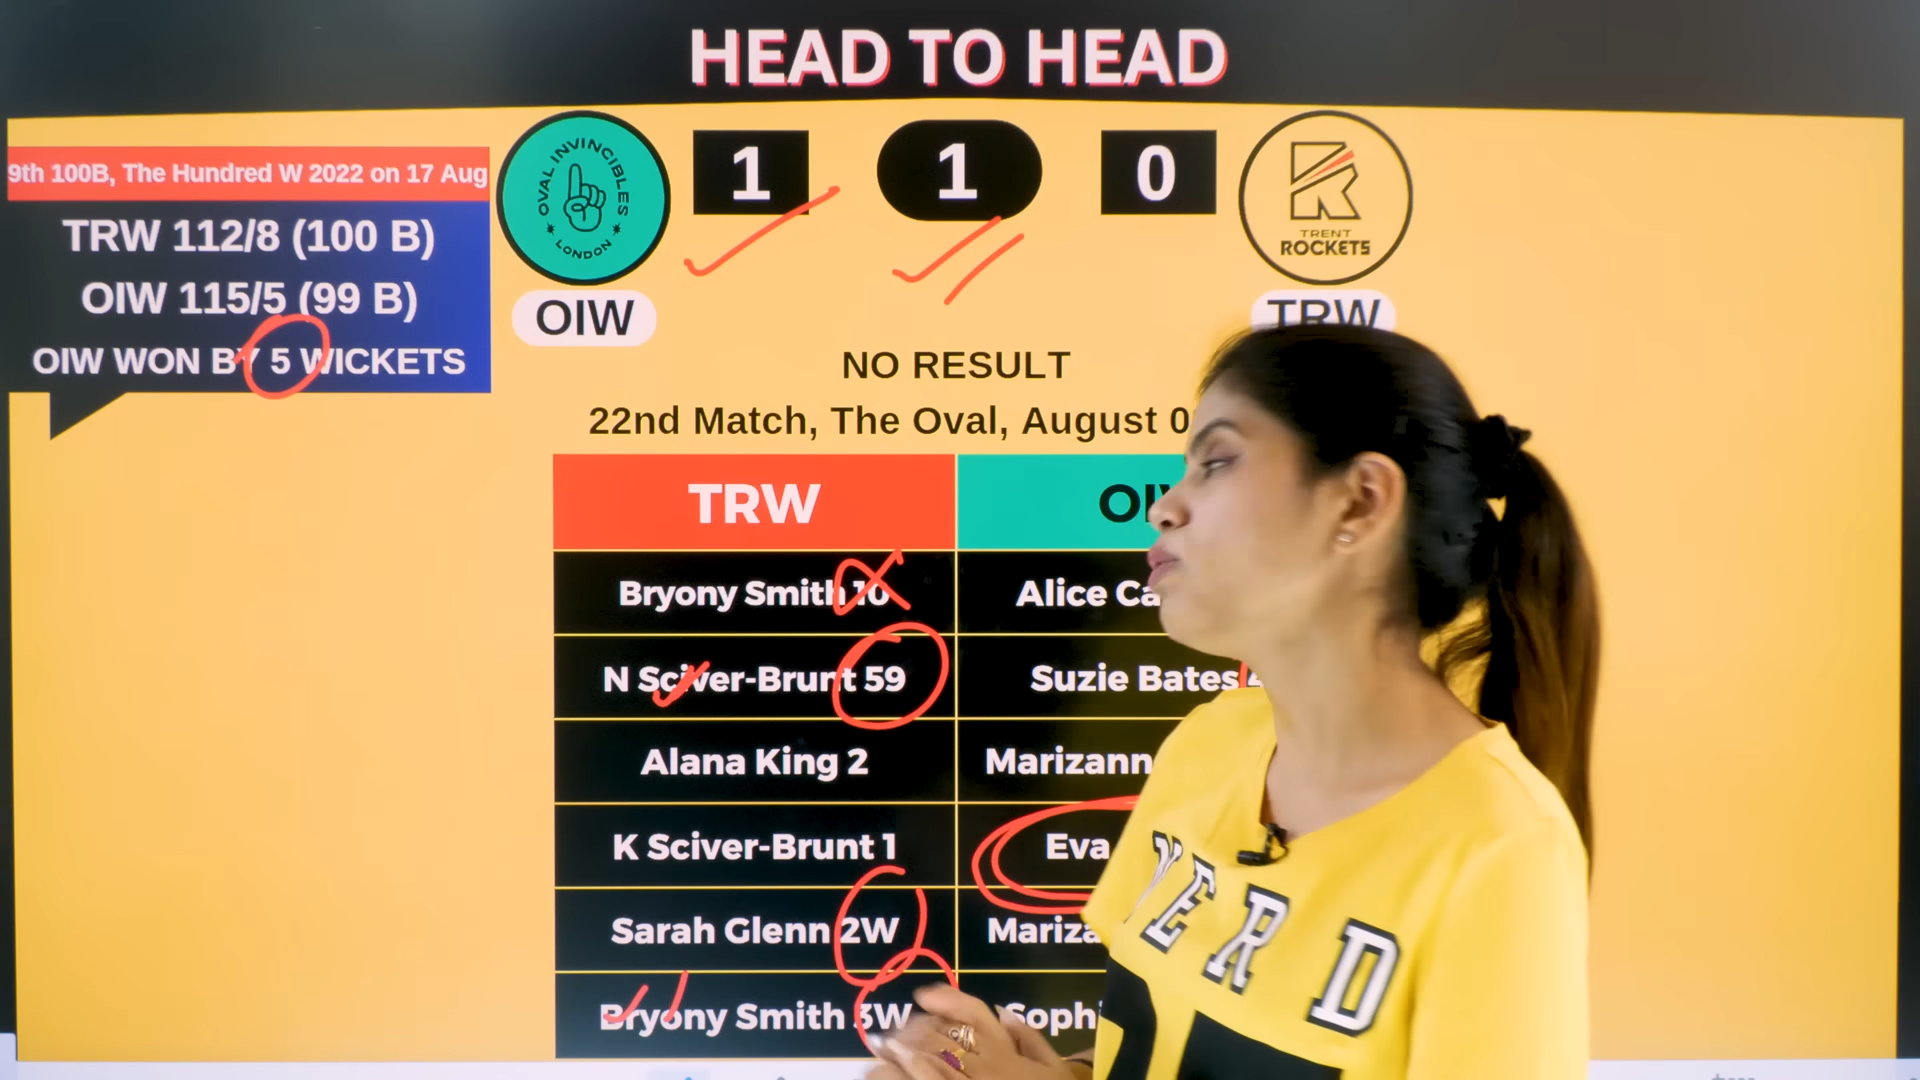 HEAD TO HEAD
9th 100B, The Hundred W 2022 on 17 Aug
TRW 112/8 (100 B)
OIW 115/5 (99 B)
OIW WON BY 5 WICKETS
OVAL INVINCIBLES
LONDON
OIW
1
1
0
TRENT
ROCKETS
TRW
NO RESULT
22nd Match, The Oval, August 0
TRW
OI
Bryony Smith 10
Alice Ca
N Sciver-Brunt 59
Suzie Bates
Alana King 2
Marizann
K Sciver-Brunt 1
Eva
Sarah Glenn 2W
Mariza
Bryony Smith 3W
Soph
NERD